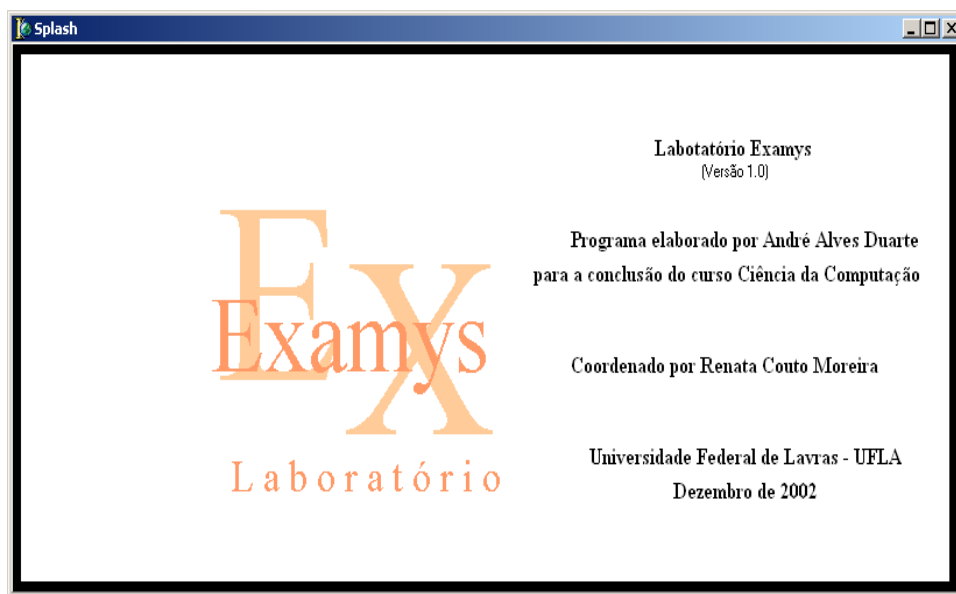 Splash
Labotatório Examys
(Versão 1.0)
Programa elaborado por André Alves Duarte
para a conclusão do curso Ciência da Computação
Coordenado por Renata Couto Moreira
Universidade Federal de Lavras - UFLA
Dezembro de 2002
Ex
Examys
Laboratório